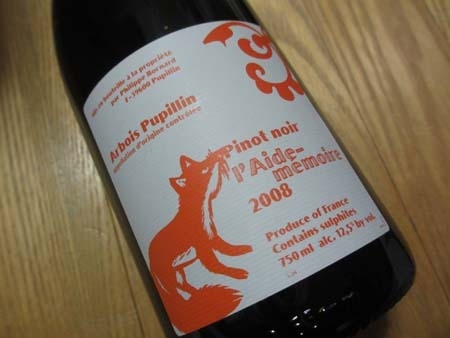 Mis en bouteille à la propriété
par Philippe Bornard
F-39600 Pupillin
Arbois Pupillin
appellation d'origine contrôlée
Pinot noir
l'Aide-
mémoire
2008
Produce of France
Contains sulphites
750 ml alc. 12,5° by vol.